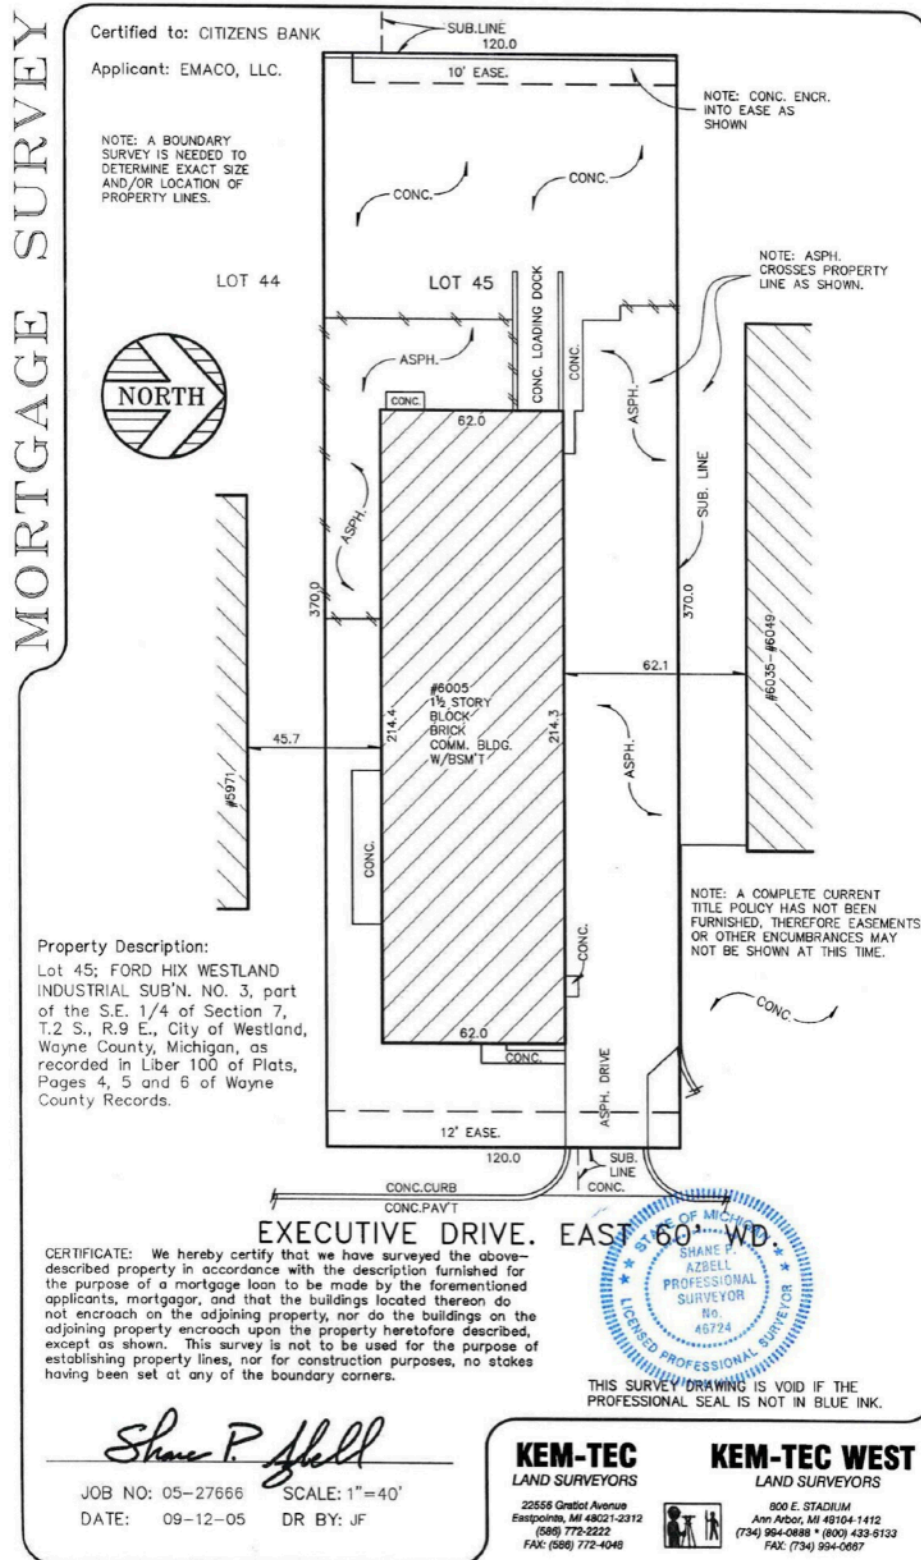 MORTGAGE SURVEY
Certified to: CITIZENS BANK
Applicant: EMACO, LLC.
NOTE: A BOUNDARY
SURVEY IS NEEDED TO
DETERMINE EXACT SIZE
AND/OR LOCATION OF
PROPERTY LINES.
SUB.LINE
120.0
10' EASE.
NOTE: CONC. ENCR.
INTO EASE AS
SHOWN
CONC.
CONC.
LOT 44
LOT 45
NOTE: ASPH.
CROSSES PROPERTY
LINE AS SHOWN.
CONC. LOADING DOCK
CONC.
ASPH.
ASPH.
NORTH
CONC.
62.0
SUB. LINE
ASPH.
370.0
370.0
62.1
#6035-#6049
#6005
1½ STORY
BLOCK
BRICK
COMM. BLDG.
W/BSM'T
214.4
214.3
45.7
#5971
ASPH.
CONC.
NOTE: A COMPLETE CURRENT
TITLE POLICY HAS NOT BEEN
FURNISHED, THEREFORE EASEMENTS
OR OTHER ENCUMBRANCES MAY
NOT BE SHOWN AT THIS TIME.
CONC.
CONC.
Property Description:
Lot 45; FORD HIX WESTLAND
INDUSTRIAL SUB'N. NO. 3, part
of the S.E. 1/4 of Section 7,
T.2 S., R.9 E., City of Westland,
Wayne County, Michigan, as
recorded in Liber 100 of Plats,
Pages 4, 5 and 6 of Wayne
County Records.
62.0
CONC.
ASPH. DRIVE
12' EASE.
120.0
SUB.
LINE
CONC.
CONC.CURB
CONC.PAV'T
EXECUTIVE DRIVE. EAST 60' WD.
CERTIFICATE: We hereby certify that we have surveyed the above-
described property in accordance with the description furnished for
the purpose of a mortgage loan to be made by the forementioned
applicants, mortgagor, and that the buildings located thereon do
not encroach on the adjoining property, nor do the buildings on the
adjoining property encroach upon the property heretofore described,
except as shown. This survey is not to be used for the purpose of
establishing property lines, nor for construction purposes, no stakes
having been set at any of the boundary corners.
STATE OF MICHIGAN
SHANE P.
AZBELL
PROFESSIONAL
SURVEYOR
No.
46724
LICENSED PROFESSIONAL SURVEYOR
THIS SURVEY DRAWING IS VOID IF THE
PROFESSIONAL SEAL IS NOT IN BLUE INK.
Shane P. Azbell
JOB NO: 05-27666 SCALE: 1"=40'
DATE: 09-12-05 DR BY: JF
KEM-TEC
LAND SURVEYORS
22556 Gratiot Avenue
Eastpointe, MI 48021-2312
(586) 772-2222
FAX: (586) 772-4048
KEM-TEC WEST
LAND SURVEYORS
800 E. STADIUM
Ann Arbor, MI 48104-1412
(734) 994-0888 * (800) 433-6133
FAX: (734) 994-0667